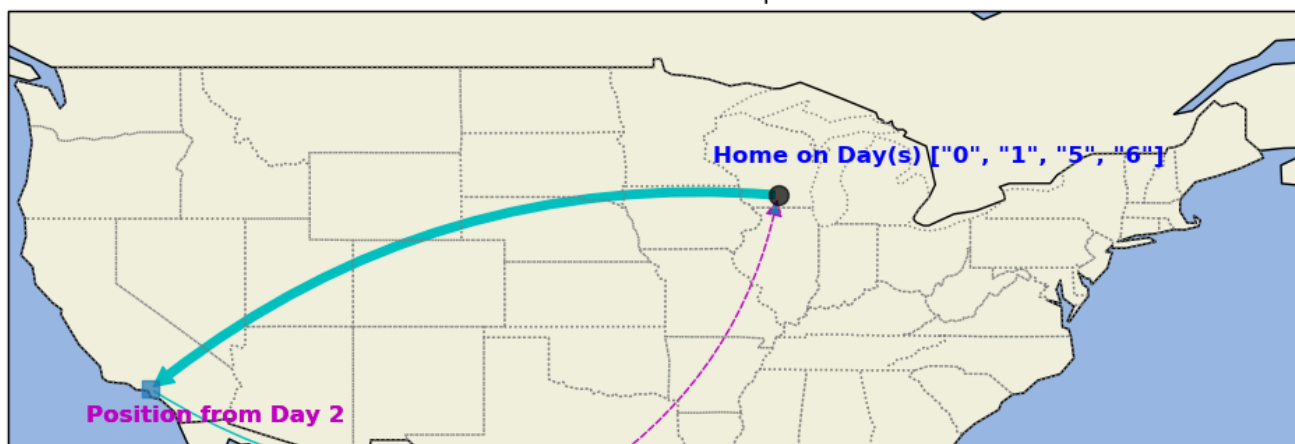 Home on Day(s) ["0", "1", "5", "6"]
Position from Day 2